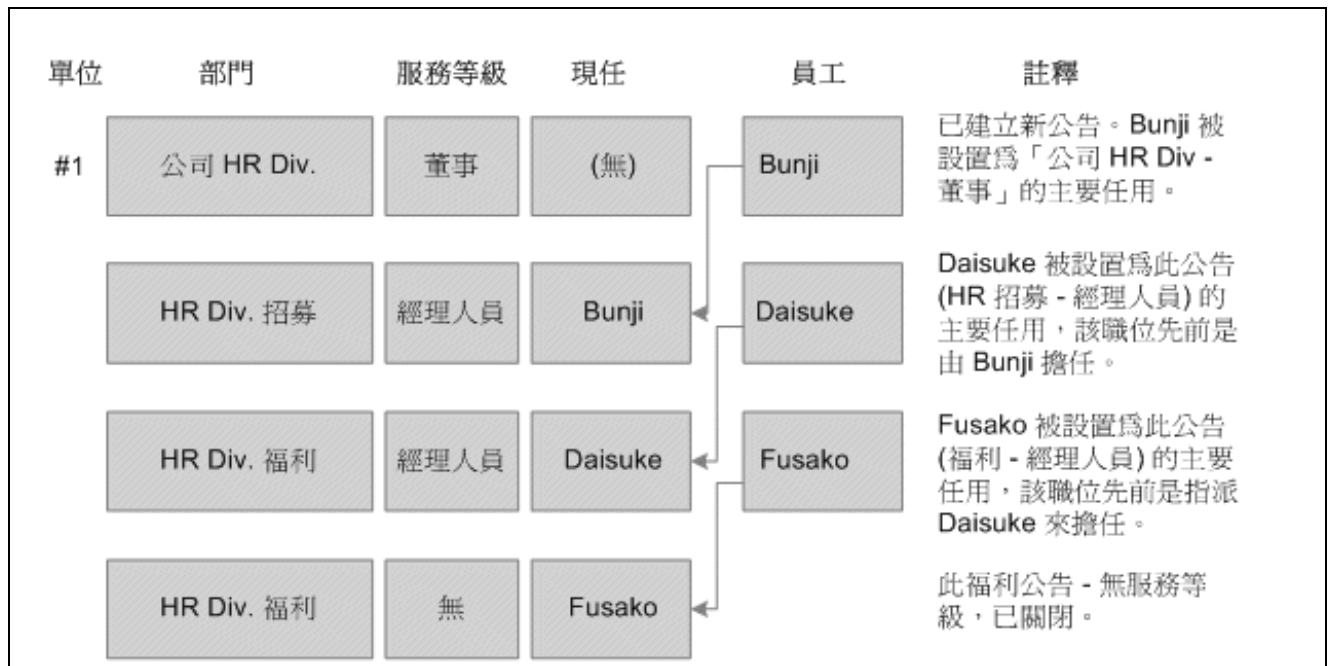 單位 部門 服務等級 現任 員工 註釋
#1 公司 HR Div. 董事 (無) Bunji
已建立新公告。Bunji 被
設置爲「公司 HR Div -
董事」的主要任用。
HR Div. 招募 經理人員 Bunji Daisuke
Daisuke 被設置爲此公告
(HR 招募 - 經理人員) 的
主要任用，該職位先前是
由 Bunji 擔任。
HR Div. 福利 經理人員 Daisuke Fusako
Fusako 被設置爲此公告
(福利 - 經理人員) 的主要
任用，該職位先前是指派
Daisuke 來擔任。
HR Div. 福利 無 Fusako
此福利公告 - 無服務等
級，已關閉。